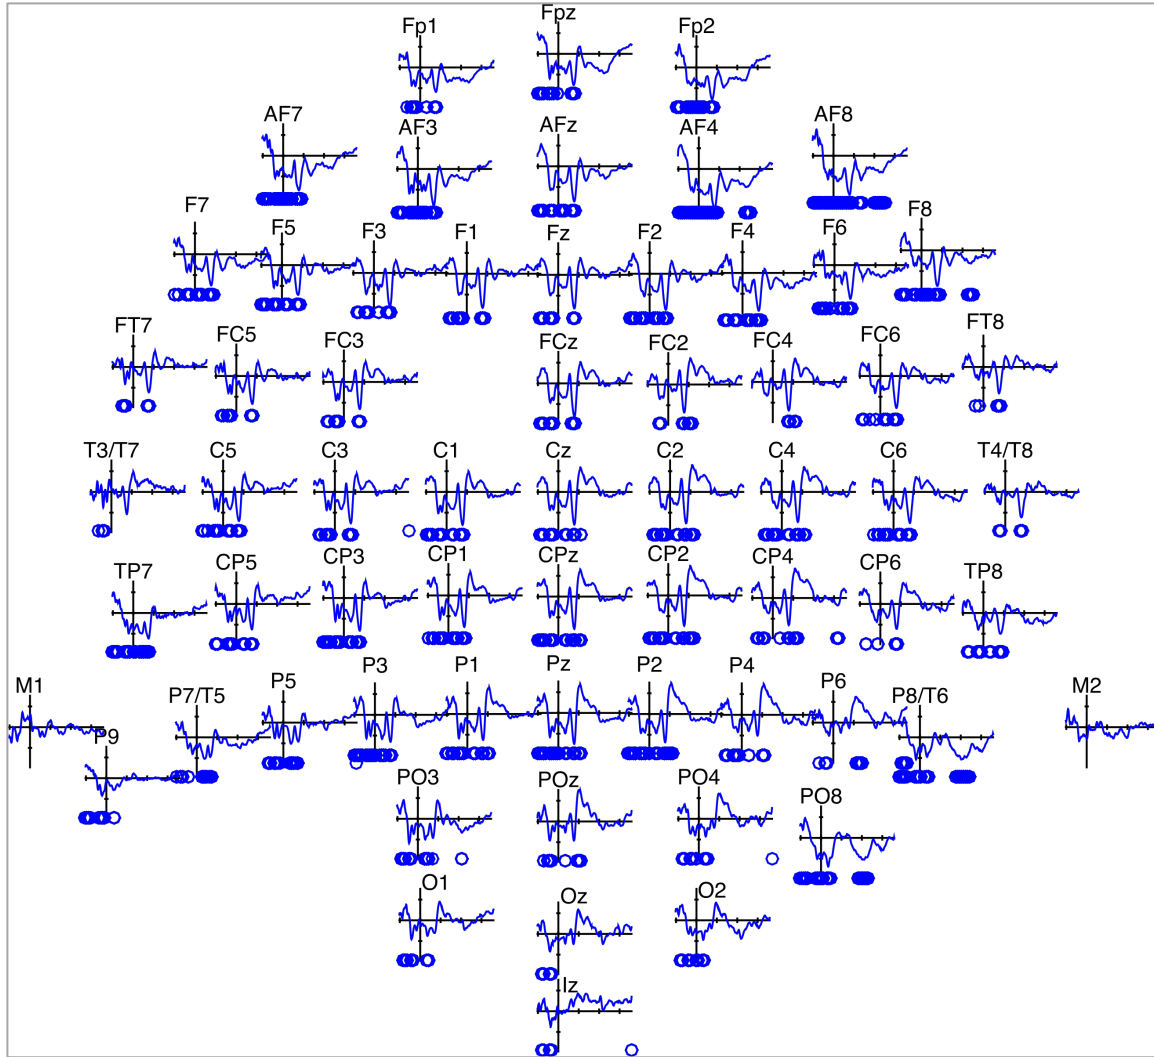 Fp1 Fpz Fp2
AF7 AF3 AFz AF4 AF8
F7 F5 F3 F1 Fz F2 F4 F6 F8
FT7 FC5 FC3 FCz FC2 FC4 FC6 FT8
T3/T7 C5 C3 C1 Cz C2 C4 C6 T4/T8
TP7 CP5 CP3 CP1 CPz CP2 CP4 CP6 TP8
M1 P7/T5 P5 P3 P1 Pz P2 P4 P6 P8/T6 M2
P9 PO3 POz PO4 PO8
O1 Oz O2
Iz